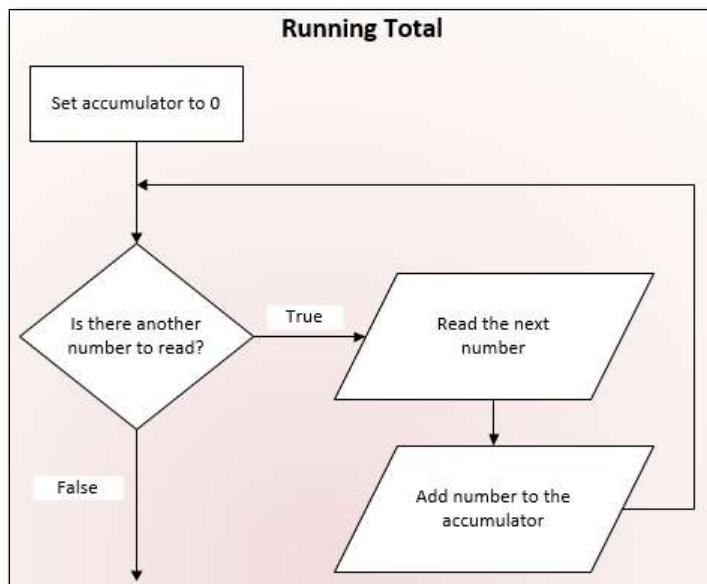 Running Total
Set accumulator to 0
Is there another
number to read?
True
Read the next
number
False
Add number to the
accumulator